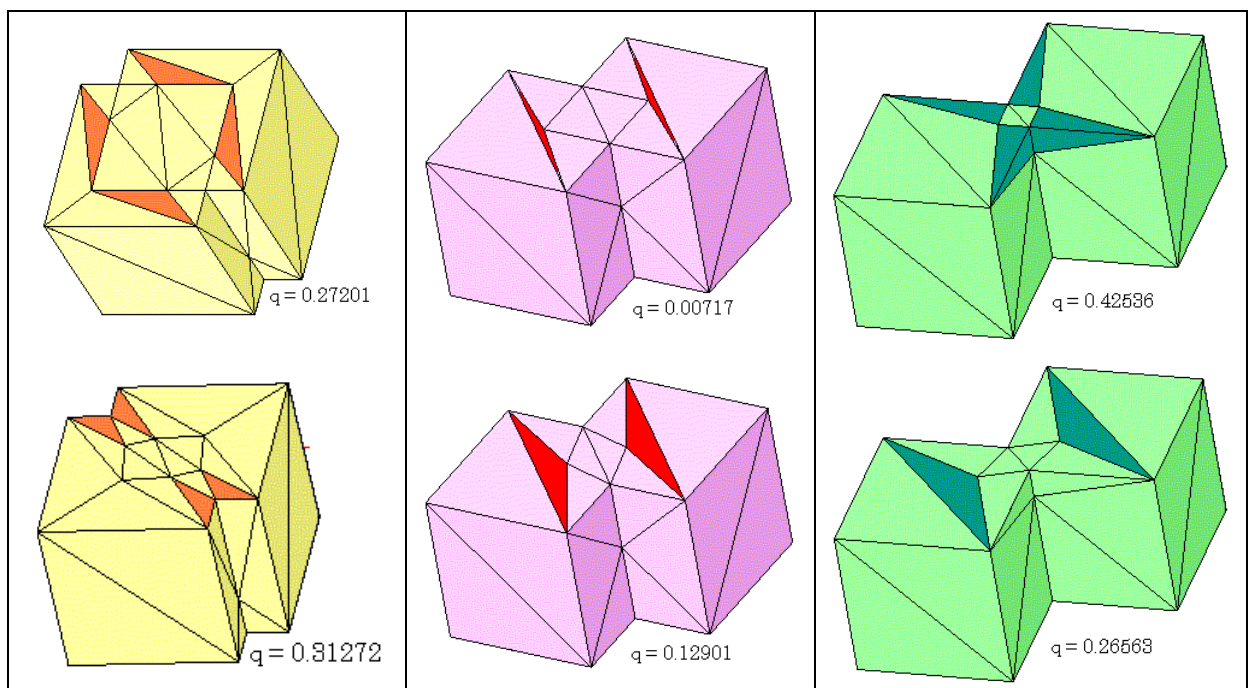 q = 0.27201
q = 0.00717
q = 0.42536
q = 0.31272
q = 0.12901
q = 0.26563